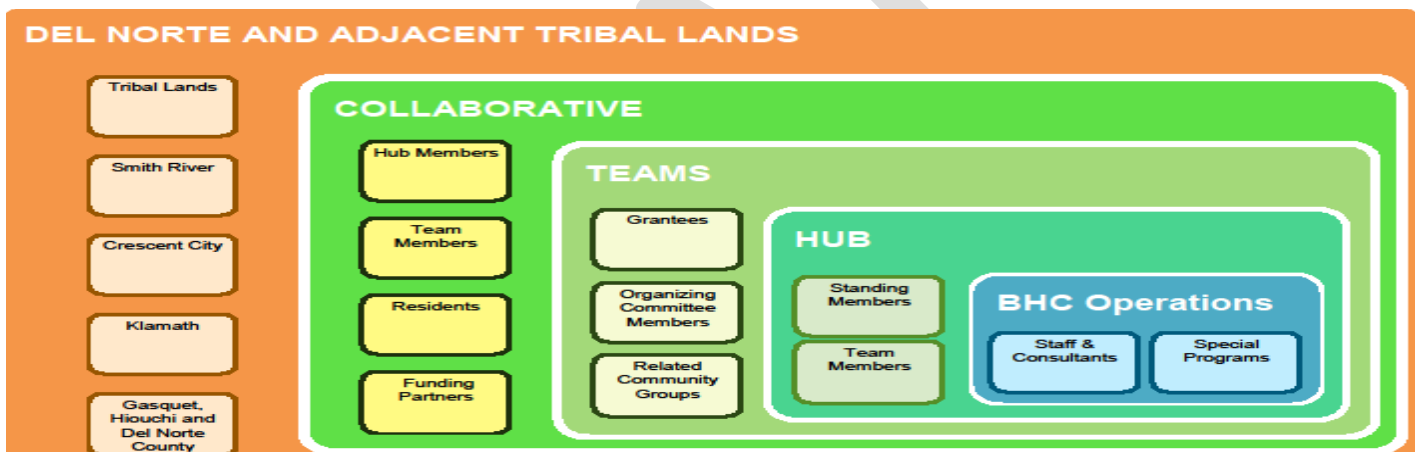 DEL NORTE AND ADJACENT TRIBAL LANDS
Tribal Lands
Smith River
Crescent City
Klamath
Gasquet,
Hiouchi and
Del Norte
County
COLLABORATIVE
Hub Members
Team
Members
Residents
Funding
Partners
TEAMS
Grantees
Organizing
Committee
Members
Related
Community
Groups
HUB
Standing
Members
Team
Members
BHC Operations
Staff &
Consultants
Special
Programs